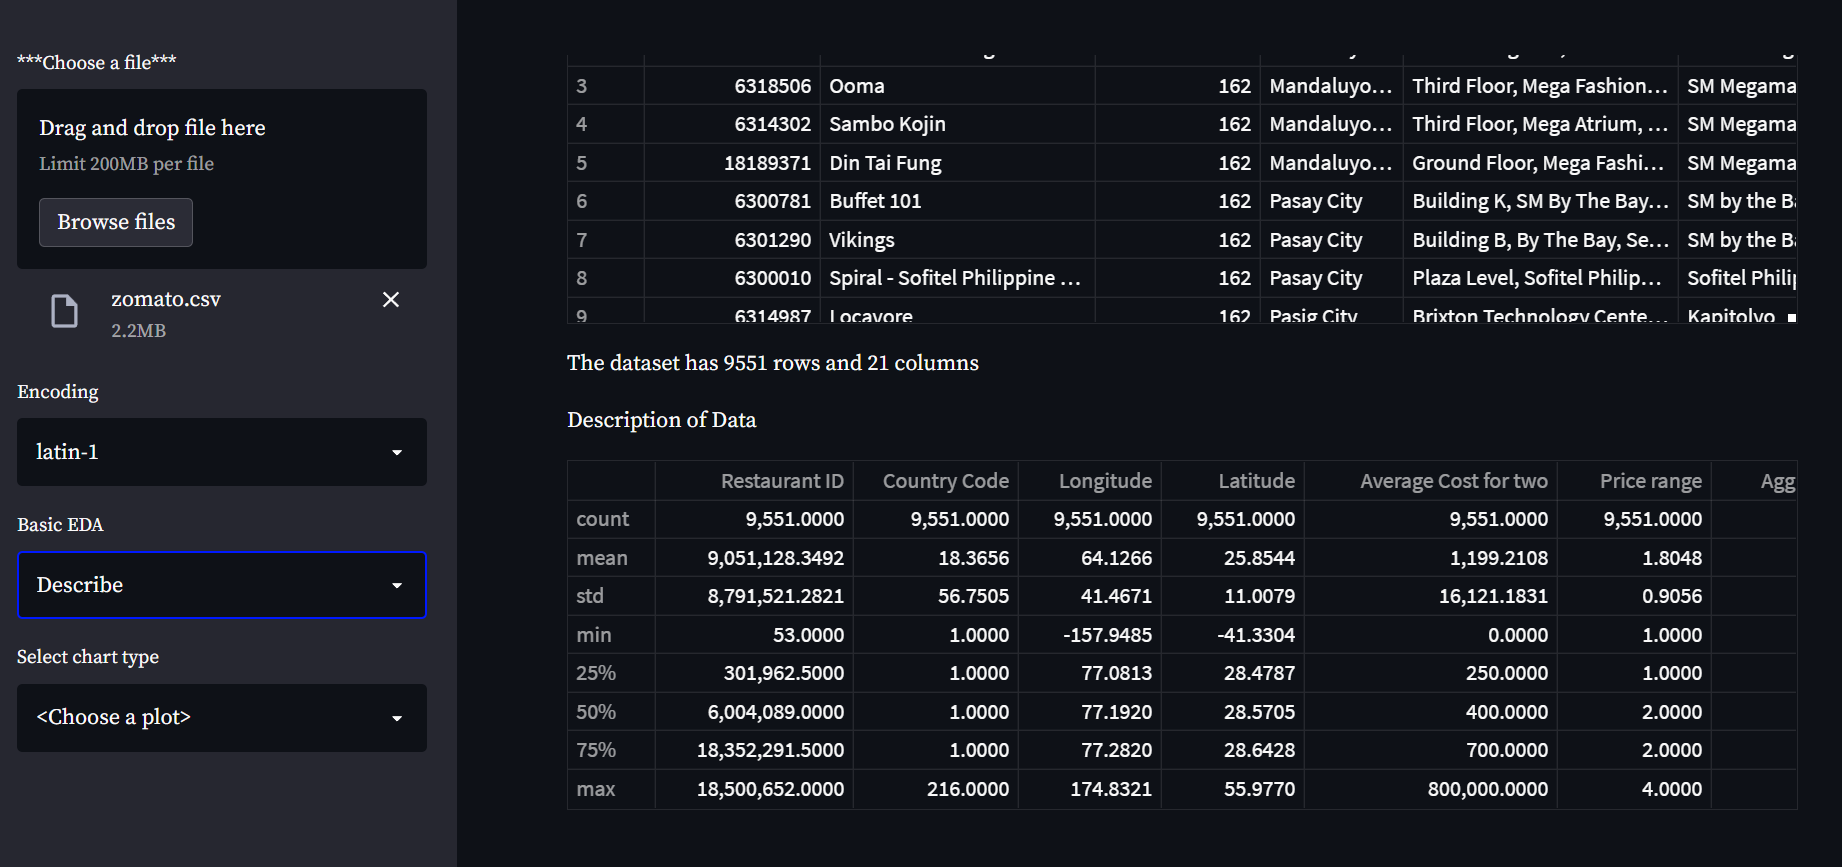 ***Choose a file***
Drag and drop file here
Limit 200MB per file
Browse files
zomato.csv
2.2MB
Encoding
latin-1
Basic EDA
Describe
Select chart type
<Choose a plot>
3 6318506 Ooma 162 Mandaluyo... Third Floor, Mega Fashion... SM Megama
4 6314302 Sambo Kojin 162 Mandaluyo... Third Floor, Mega Atrium, ... SM Megama
5 18189371 Din Tai Fung 162 Mandaluyo... Ground Floor, Mega Fashi... SM Megama
6 6300781 Buffet 101 162 Pasay City Building K, SM By The Bay... SM by the Ba
7 6301290 Vikings 162 Pasay City Building B, By The Bay, Se... SM by the Ba
8 6300010 Spiral - Sofitel Philippine ... 162 Pasay City Plaza Level, Sofitel Philip... Sofitel Philip
9 6314987 Locavore 162 Pasig City Brixton Technology Cente... Kapitolyo
The dataset has 9551 rows and 21 columns
Description of Data
Restaurant ID Country Code Longitude Latitude Average Cost for two Price range Agg
count 9,551.0000 9,551.0000 9,551.0000 9,551.0000 9,551.0000 9,551.0000
mean 9,051,128.3492 18.3656 64.1266 25.8544 1,199.2108 1.8048
std 8,791,521.2821 56.7505 41.4671 11.0079 16,121.1831 0.9056
min 53.0000 1.0000 -157.9485 -41.3304 0.0000 1.0000
25% 301,962.5000 1.0000 77.0813 28.4787 250.0000 1.0000
50% 6,004,089.0000 1.0000 77.1920 28.5705 400.0000 2.0000
75% 18,352,291.5000 1.0000 77.2820 28.6428 700.0000 2.0000
max 18,500,652.0000 216.0000 174.8321 55.9770 800,000.0000 4.0000